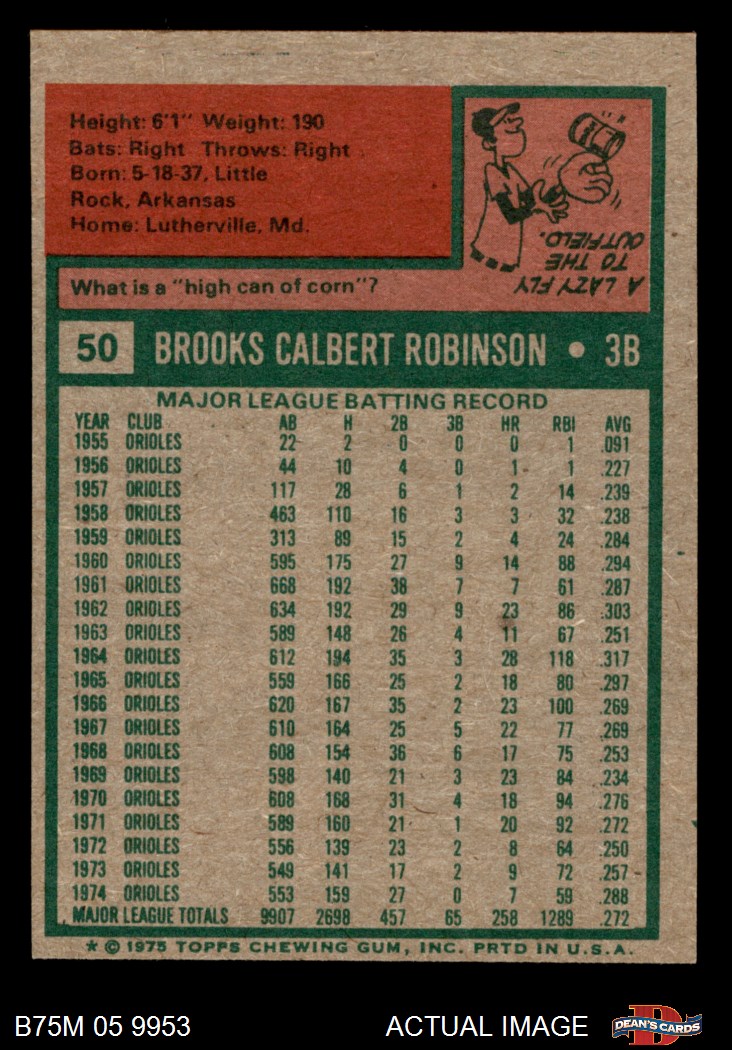 Height: 6'1" Weight: 190
Bats: Right Throws: Right
Born: 5-18-37, Little
Rock, Arkansas
Home: Lutherville, Md.
A LAZY FLY
TO THE
OUTFIELD.
What is a "high can of corn"?
50 BROOKS CALBERT ROBINSON • 3B
MAJOR LEAGUE BATTING RECORD
YEAR CLUB AB H 2B 3B HR RBI AVG
1955 ORIOLES 22 2 0 0 0 1 .091
1956 ORIOLES 44 10 4 0 1 1 .227
1957 ORIOLES 117 28 6 1 2 14 .239
1958 ORIOLES 463 110 16 3 3 32 .238
1959 ORIOLES 313 89 15 2 4 24 .284
1960 ORIOLES 595 175 27 9 14 88 .294
1961 ORIOLES 668 192 38 7 7 61 .287
1962 ORIOLES 634 192 29 9 23 86 .303
1963 ORIOLES 589 148 26 4 11 67 .251
1964 ORIOLES 612 194 35 3 28 118 .317
1965 ORIOLES 559 166 25 2 18 80 .297
1966 ORIOLES 620 167 35 2 23 100 .269
1967 ORIOLES 610 164 25 5 22 77 .269
1968 ORIOLES 608 154 36 6 17 75 .253
1969 ORIOLES 598 140 21 3 23 84 .234
1970 ORIOLES 608 168 31 4 18 94 .276
1971 ORIOLES 589 160 21 1 20 92 .272
1972 ORIOLES 556 139 23 2 8 64 .250
1973 ORIOLES 549 141 17 2 9 72 .257
1974 ORIOLES 553 159 27 0 7 59 .288
MAJOR LEAGUE TOTALS 9907 2698 457 65 258 1289 .272
* © 1975 TOPPS CHEWING GUM, INC. PRTD IN U.S.A.
B75M 05 9953 ACTUAL IMAGE DEAN'S CARDS